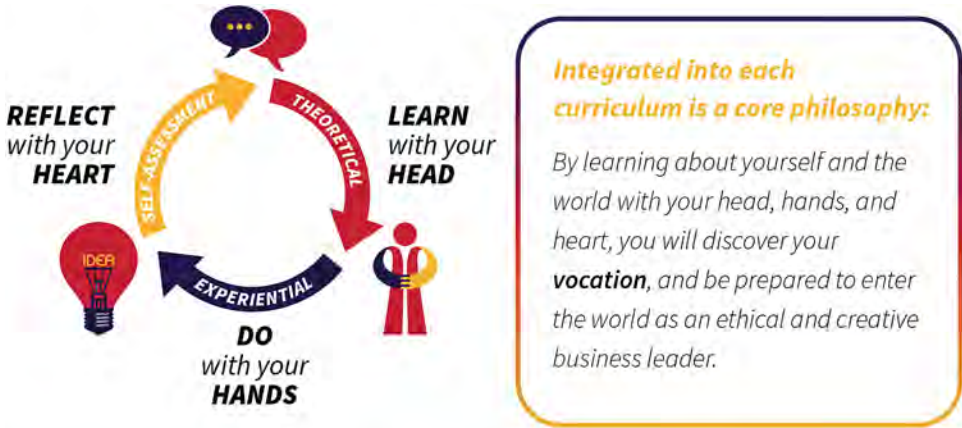 REFLECT
with your
HEART
SELF-ASSESSMENT
THEORETICAL
LEARN
with your
HEAD
IDEA
EXPERIENTIAL
DO
with your
HANDS
Integrated into each
curriculum is a core philosophy:
By learning about yourself and the
world with your head, hands, and
heart, you will discover your
vocation, and be prepared to enter
the world as an ethical and creative
business leader.